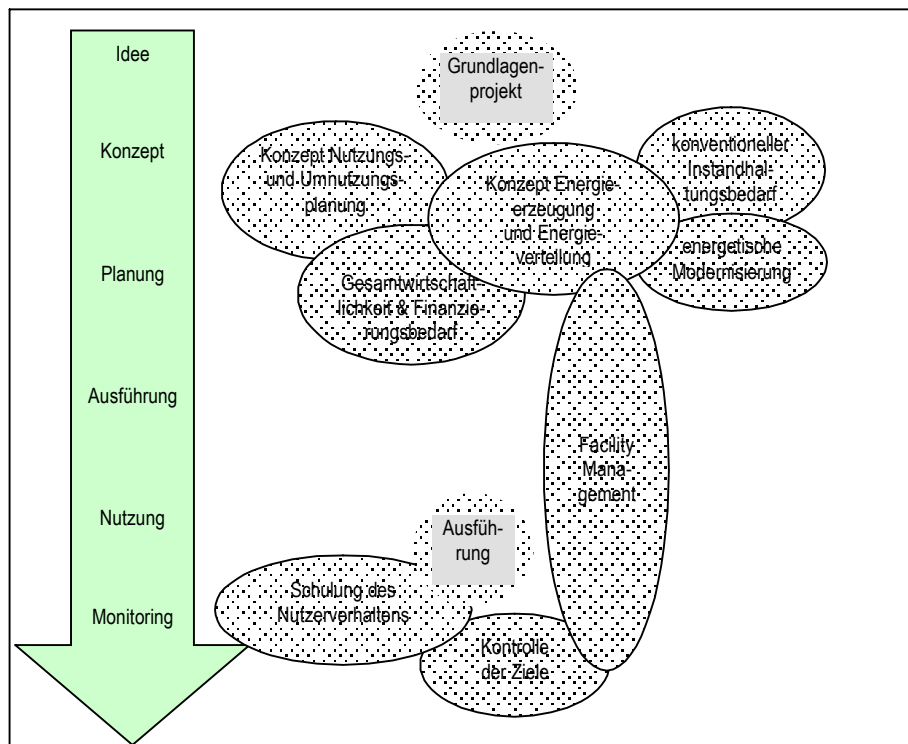 Idee
Konzept
Planung
Ausführung
Nutzung
Monitoring
Grundlagen-
projekt
Konzept Nutzungs-
und Umnutzungs-
planung
Konzept Energie-
erzeugung
und Energie-
verteilung
konventioneller
Instandhal-
tungsbedarf
energetische
Modernisierung
Gesamtwirtschaft-
lichkeit & Finanzie-
rungsbedarf
Facility
Mana-
gement
Ausfüh-
rung
Schulung des
Nutzerverhaltens
Kontrolle
der Ziele